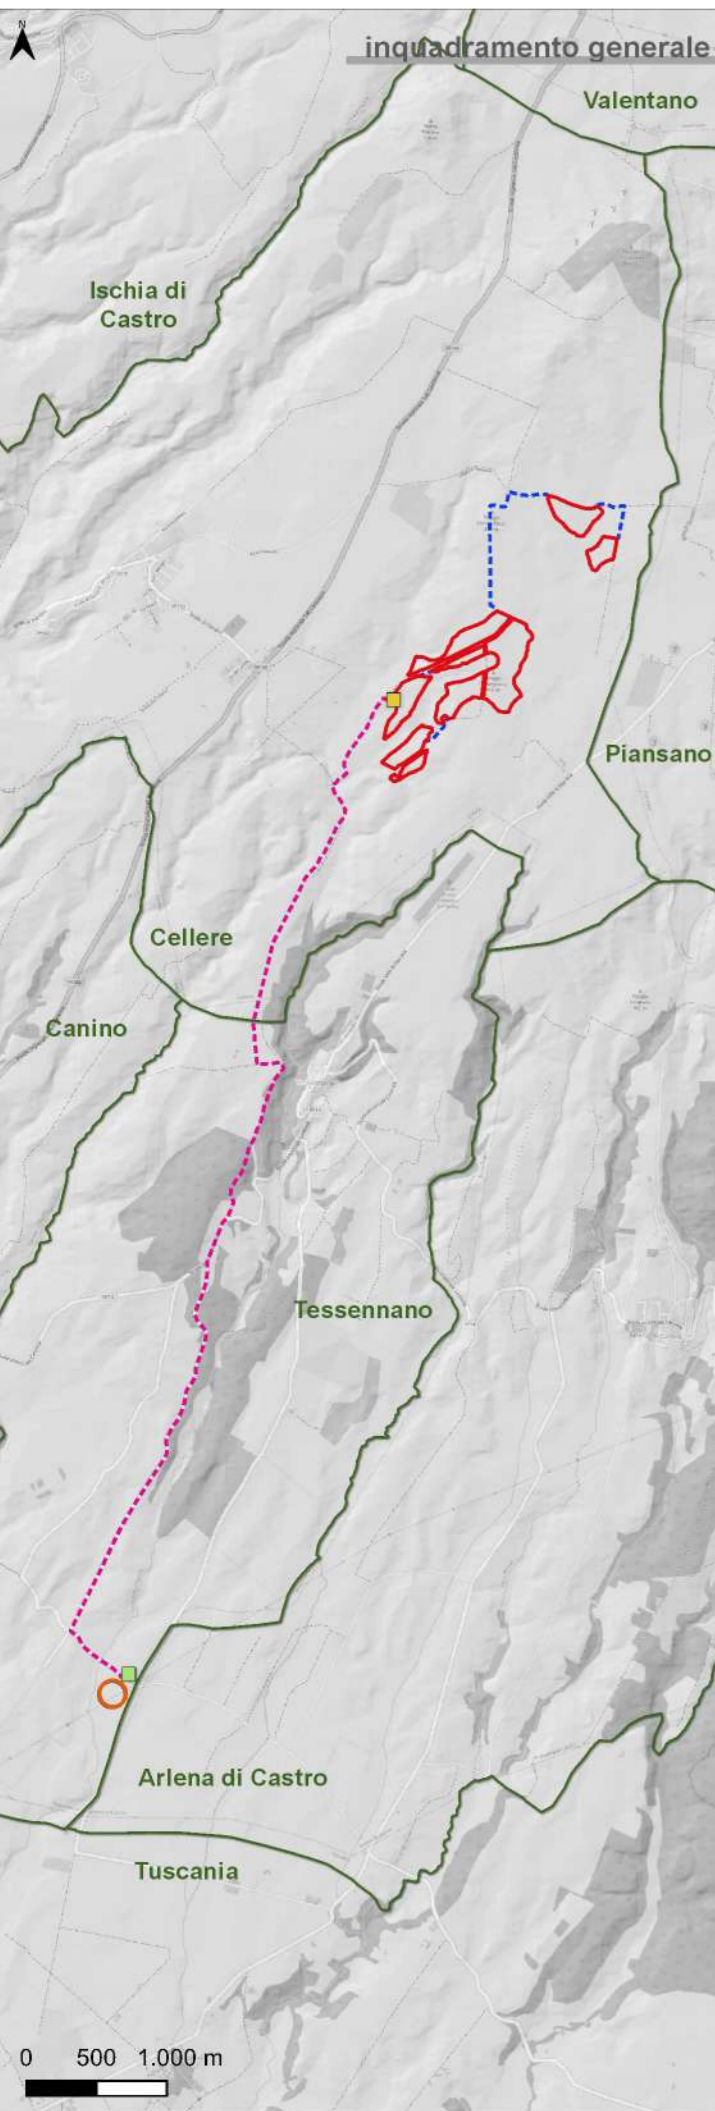 N
inquadramento generale
Valentano
Ischia di
Castro
Piansano
Cellere
Canino
Tessennano
Arlena di Castro
Tuscania
0 500 1.000 m